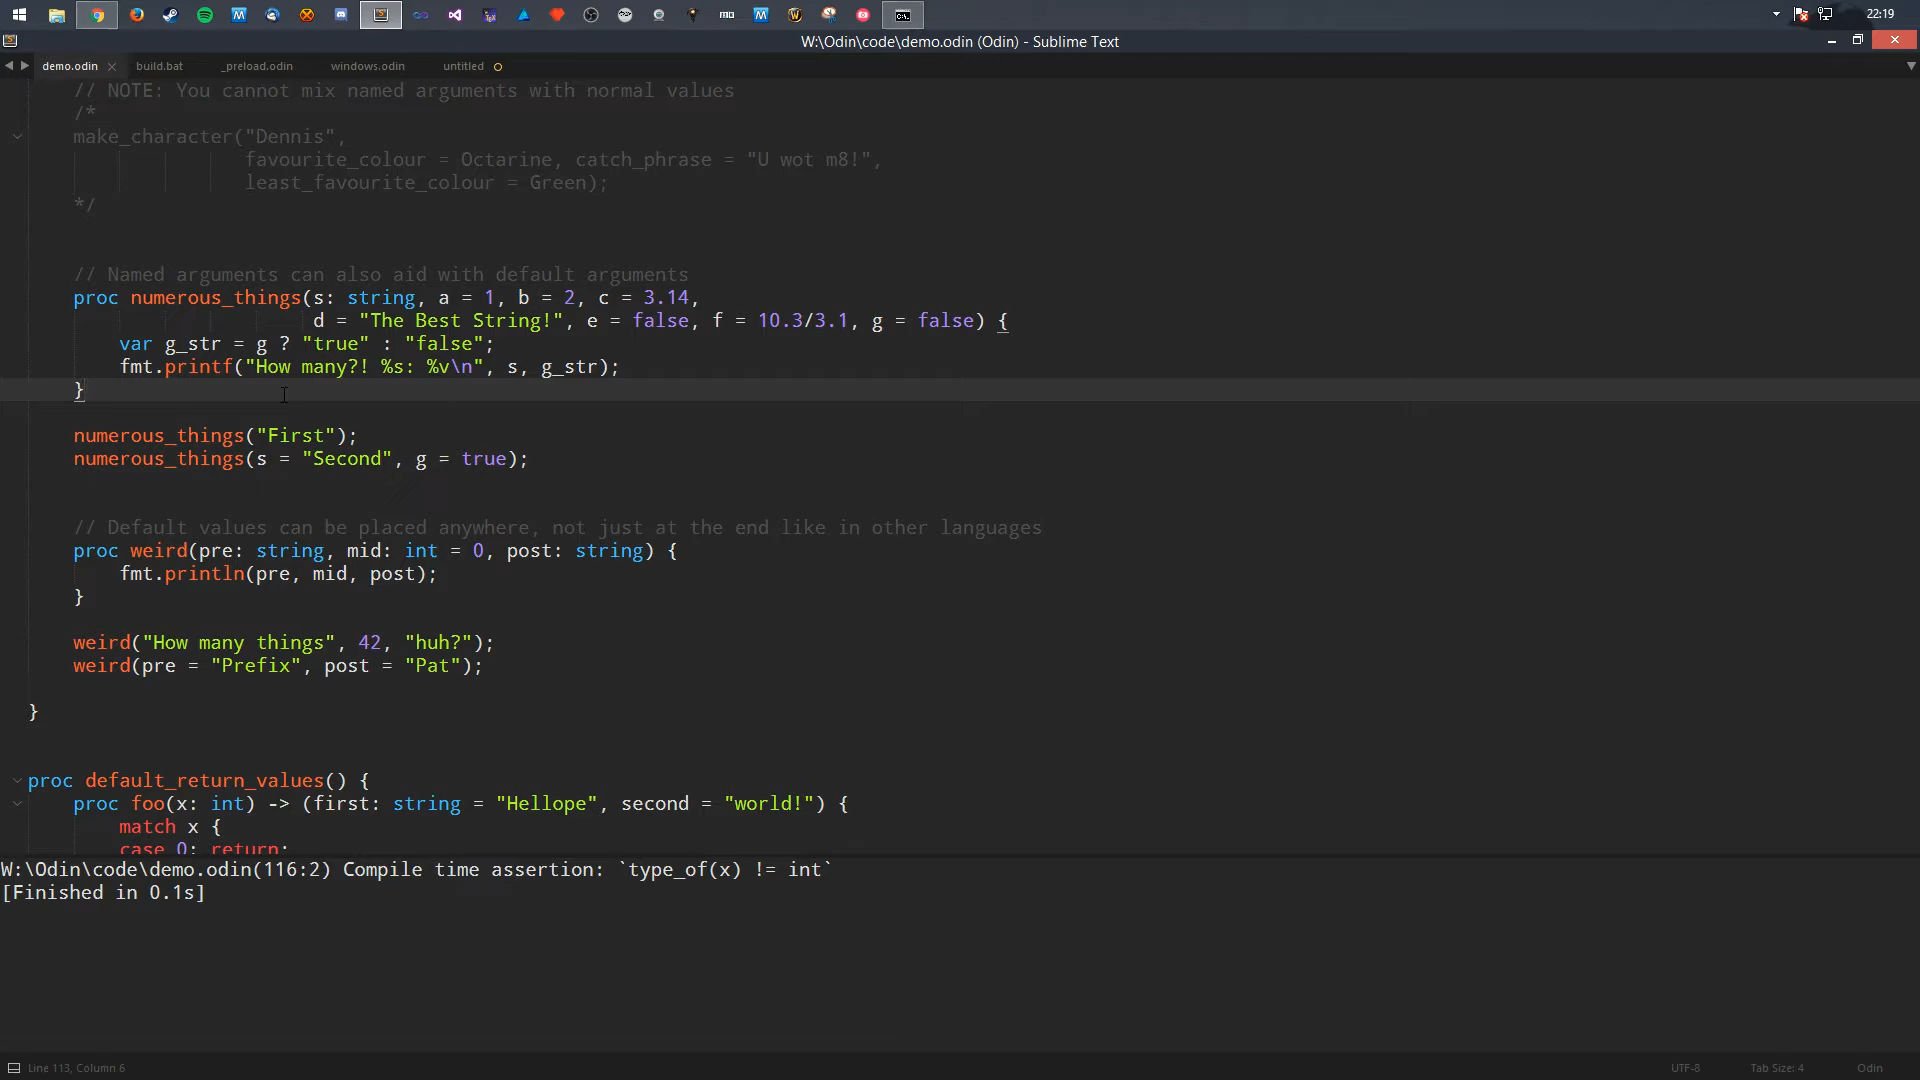 22:19
W:\Odin\code\demo.odin (Odin) - Sublime Text
demo.odin build.bat _preload.odin windows.odin untitled
// NOTE: You cannot mix named arguments with normal values
/*
make_character("Dennis",
favourite_colour = Octarine, catch_phrase = "U wot m8!",
least_favourite_colour = Green);
*/
// Named arguments can also aid with default arguments
proc numerous_things(s: string, a = 1, b = 2, c = 3.14,
d = "The Best String!", e = false, f = 10.3/3.1, g = false) {
var g_str = g ? "true" : "false";
fmt.printf("How many?! %s: %v\n", s, g_str);
}
numerous_things("First");
numerous_things(s = "Second", g = true);
// Default values can be placed anywhere, not just at the end like in other languages
proc weird(pre: string, mid: int = 0, post: string) {
fmt.println(pre, mid, post);
}
weird("How many things", 42, "huh?");
weird(pre = "Prefix", post = "Pat");
}
proc default_return_values() {
proc foo(x: int) -> (first: string = "Hellope", second = "world!") {
match x {
case 0: return;
W:\Odin\code\demo.odin(116:2) Compile time assertion: `type_of(x) != int`
[Finished in 0.1s]
Line 113, Column 6 UTF-8 Tab Size: 4 Odin